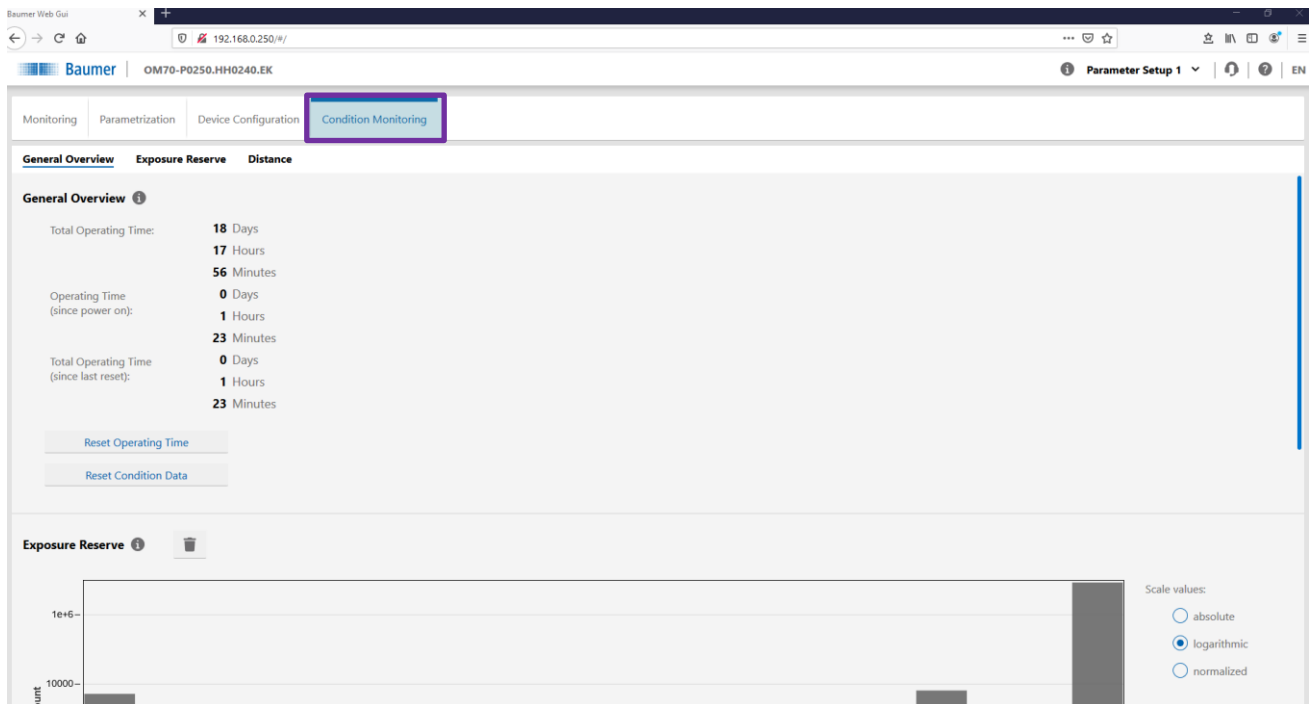 Baumer Web Gui
192.168.0.250/#/
Baumer OM70-P0250.HH0240.EK Parameter Setup 1 EN
Monitoring Parametrization Device Configuration Condition Monitoring
General Overview Exposure Reserve Distance
General Overview
Total Operating Time: 18 Days
17 Hours
56 Minutes
Operating Time 0 Days
(since power on): 1 Hours
23 Minutes
Total Operating Time 0 Days
(since last reset): 1 Hours
23 Minutes
Reset Operating Time
Reset Condition Data
Exposure Reserve
Scale values:
1e+6 absolute
logarithmic
normalized
10000